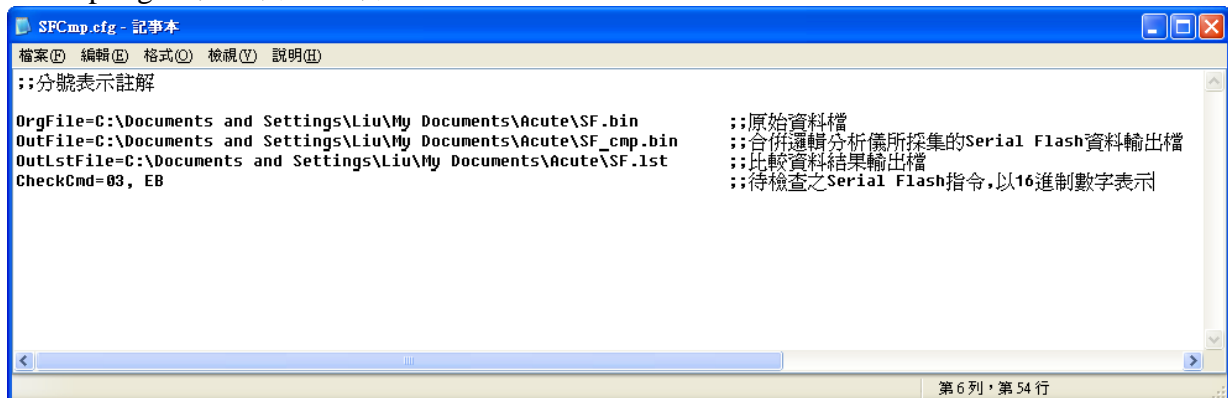 SFCmp.cfg - 記事本
檔案(F) 編輯(E) 格式(O) 檢視(V) 說明(H)
;;分號表示註解
OrgFile=C:\Documents and Settings\Liu\My Documents\Acute\SF.bin ;;原始資料檔
OutFile=C:\Documents and Settings\Liu\My Documents\Acute\SF_cmp.bin ;;合併邏輯分析儀所採集的Serial Flash資料輸出檔
OutLstFile=C:\Documents and Settings\Liu\My Documents\Acute\SF.lst ;;比較資料結果輸出檔
CheckCmd=03, EB ;;待檢查之Serial Flash指令,以16進制數字表示
第 6 列，第 54 行